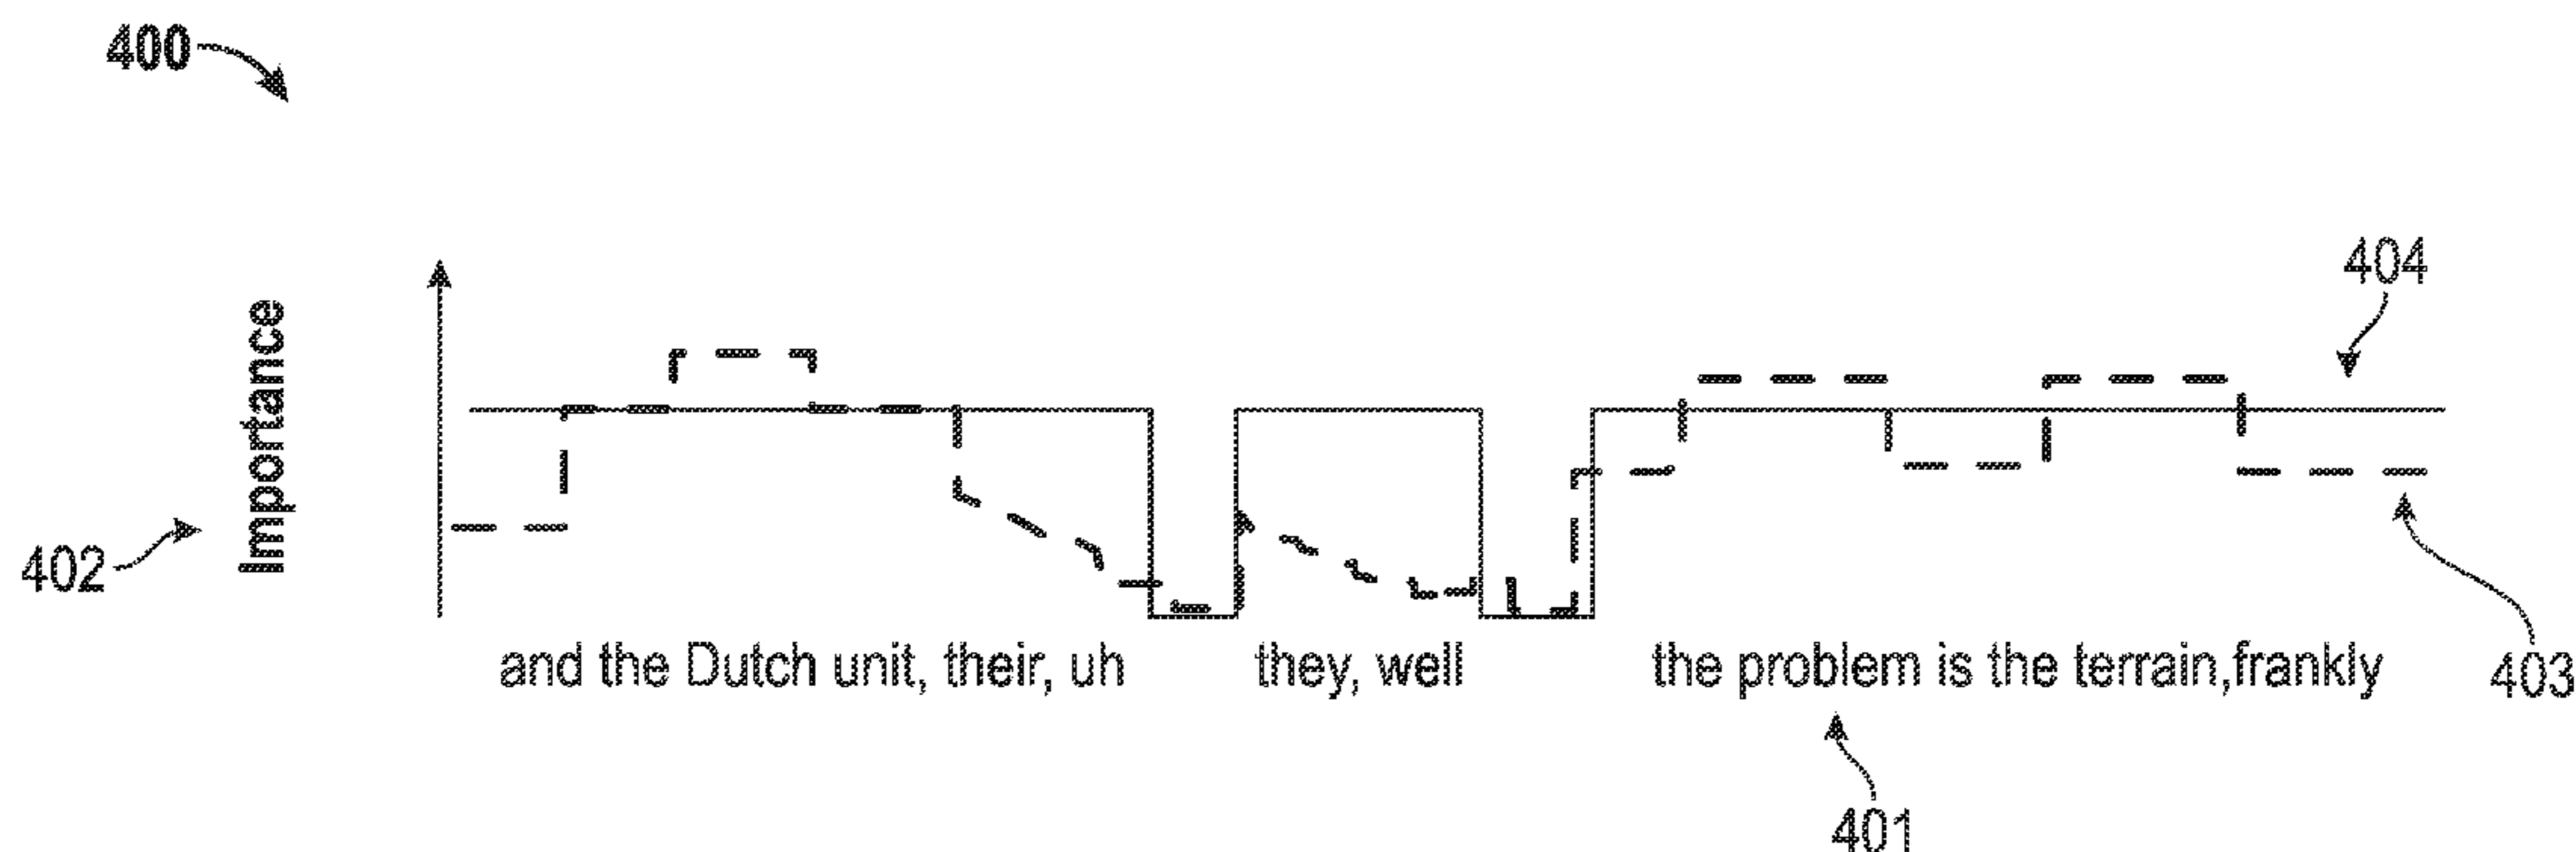 400
404
Importance
402
and the Dutch unit, their, uh they, well the problem is the terrain,frankly
403
401